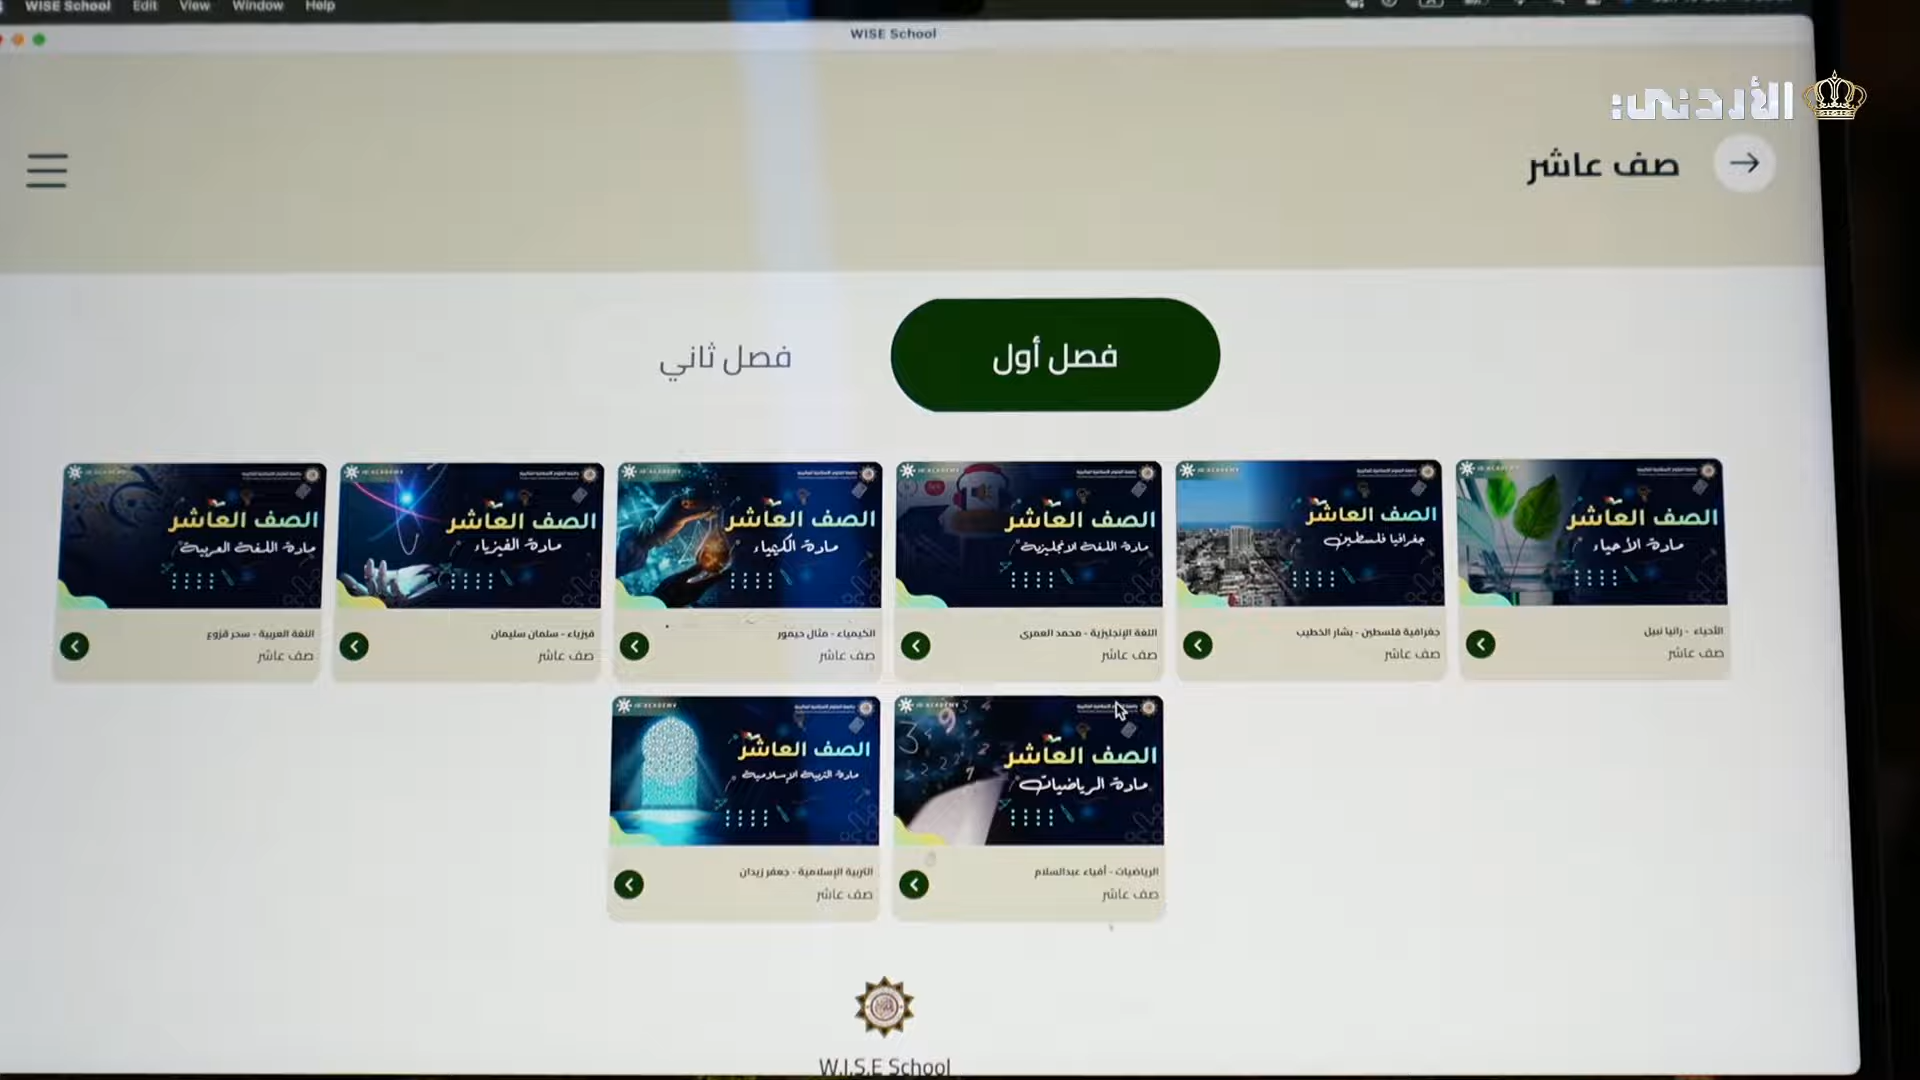 WISE School Edit View Window Help
WISE School
الأردني:
صف عاشر
فصل أول
فصل ثاني
الصف العاشر
مادة الأحياء
الأحياء - رانيا نبيل
صف عاشر
الصف العاشر
جغرافيا فلسطين
جغرافية فلسطين - بشار الخطيب
صف عاشر
الصف العاشر
مادة اللغة الانجليزية
اللغة الإنجليزية - محمد العمري
صف عاشر
الصف العاشر
مادة الكيمياء
الكيمياء - منال حيمور
صف عاشر
الصف العاشر
مادة الفيزياء
فيزياء - سلمان سليمان
صف عاشر
الصف العاشر
مادة اللغة العربية
اللغة العربية - سحر قزوع
صف عاشر
الصف العاشر
مادة الرياضيات
الرياضيات - أفياء عبدالسلام
صف عاشر
الصف العاشر
مادة التربية الإسلامية
التربية الإسلامية - جعفر زيدان
صف عاشر
W.I.S.E School